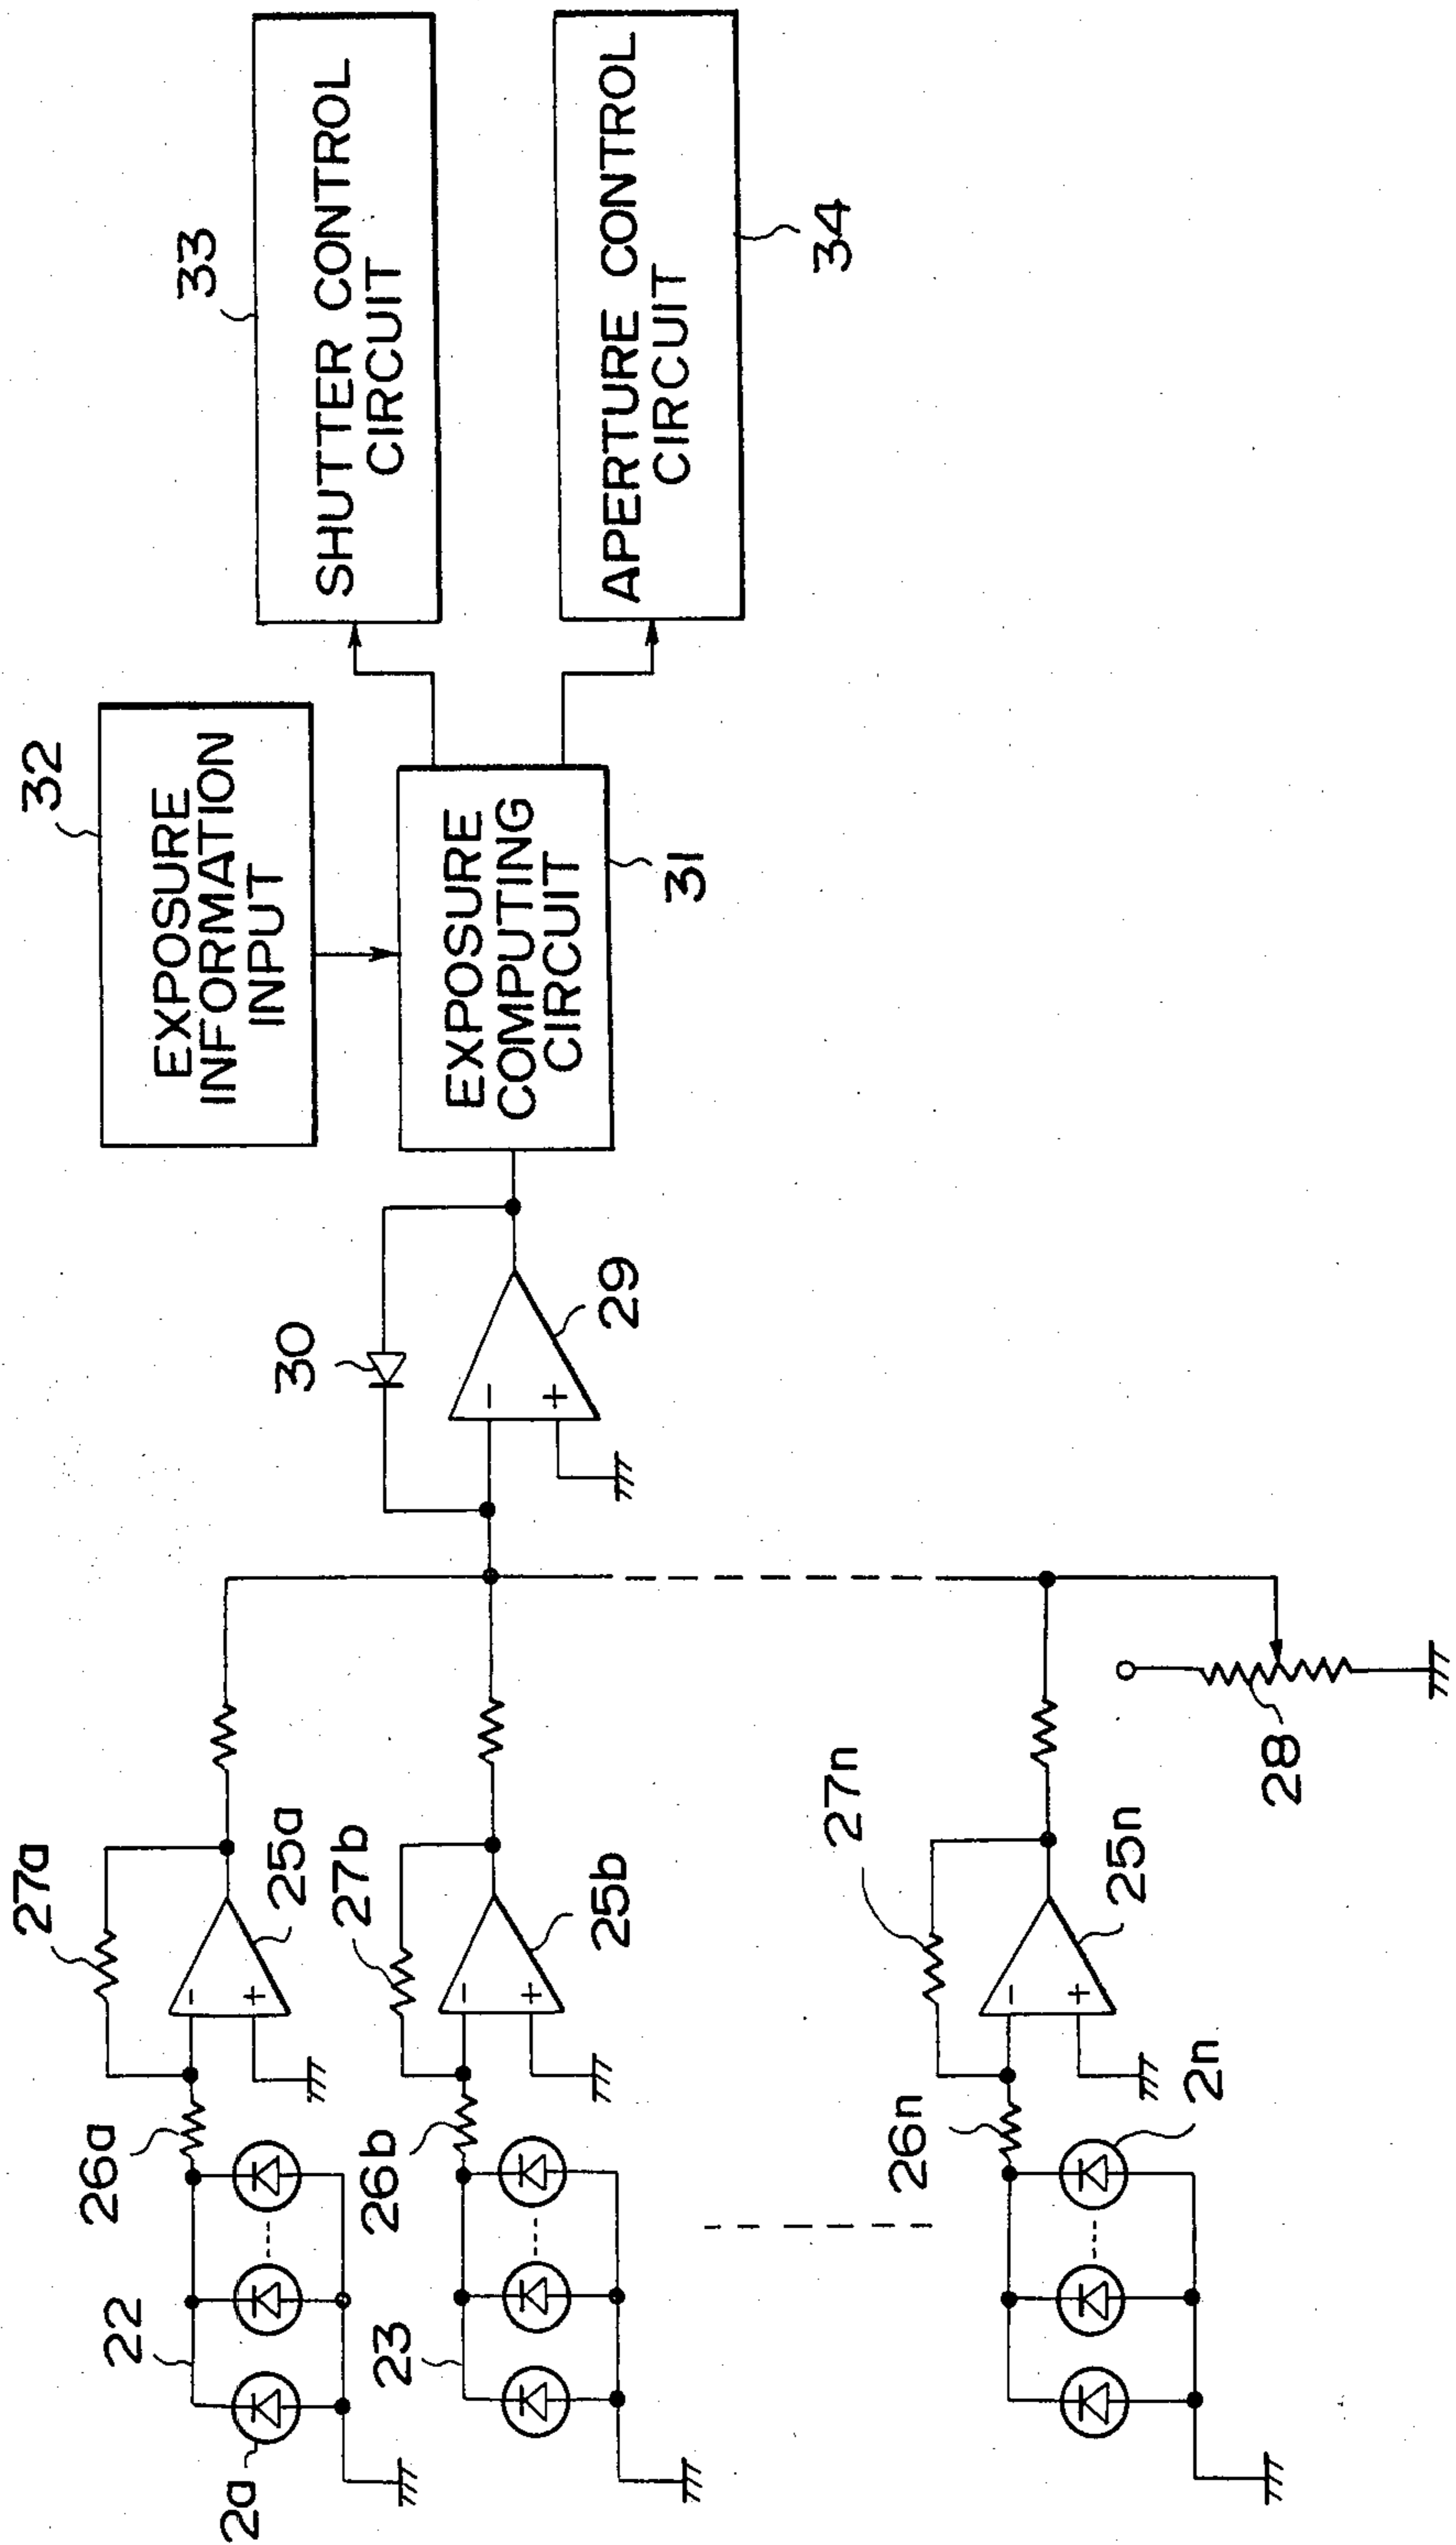 2a
22
26a
27a
25a
23
26b
27b
25b
26n
2n
27n
25n
28
30
29
32
EXPOSURE
INFORMATION
INPUT
EXPOSURE
COMPUTING
CIRCUIT
31
33
SHUTTER CONTROL
CIRCUIT
APERTURE CONTROL
CIRCUIT
34
−
+
−
+
−
+
−
+